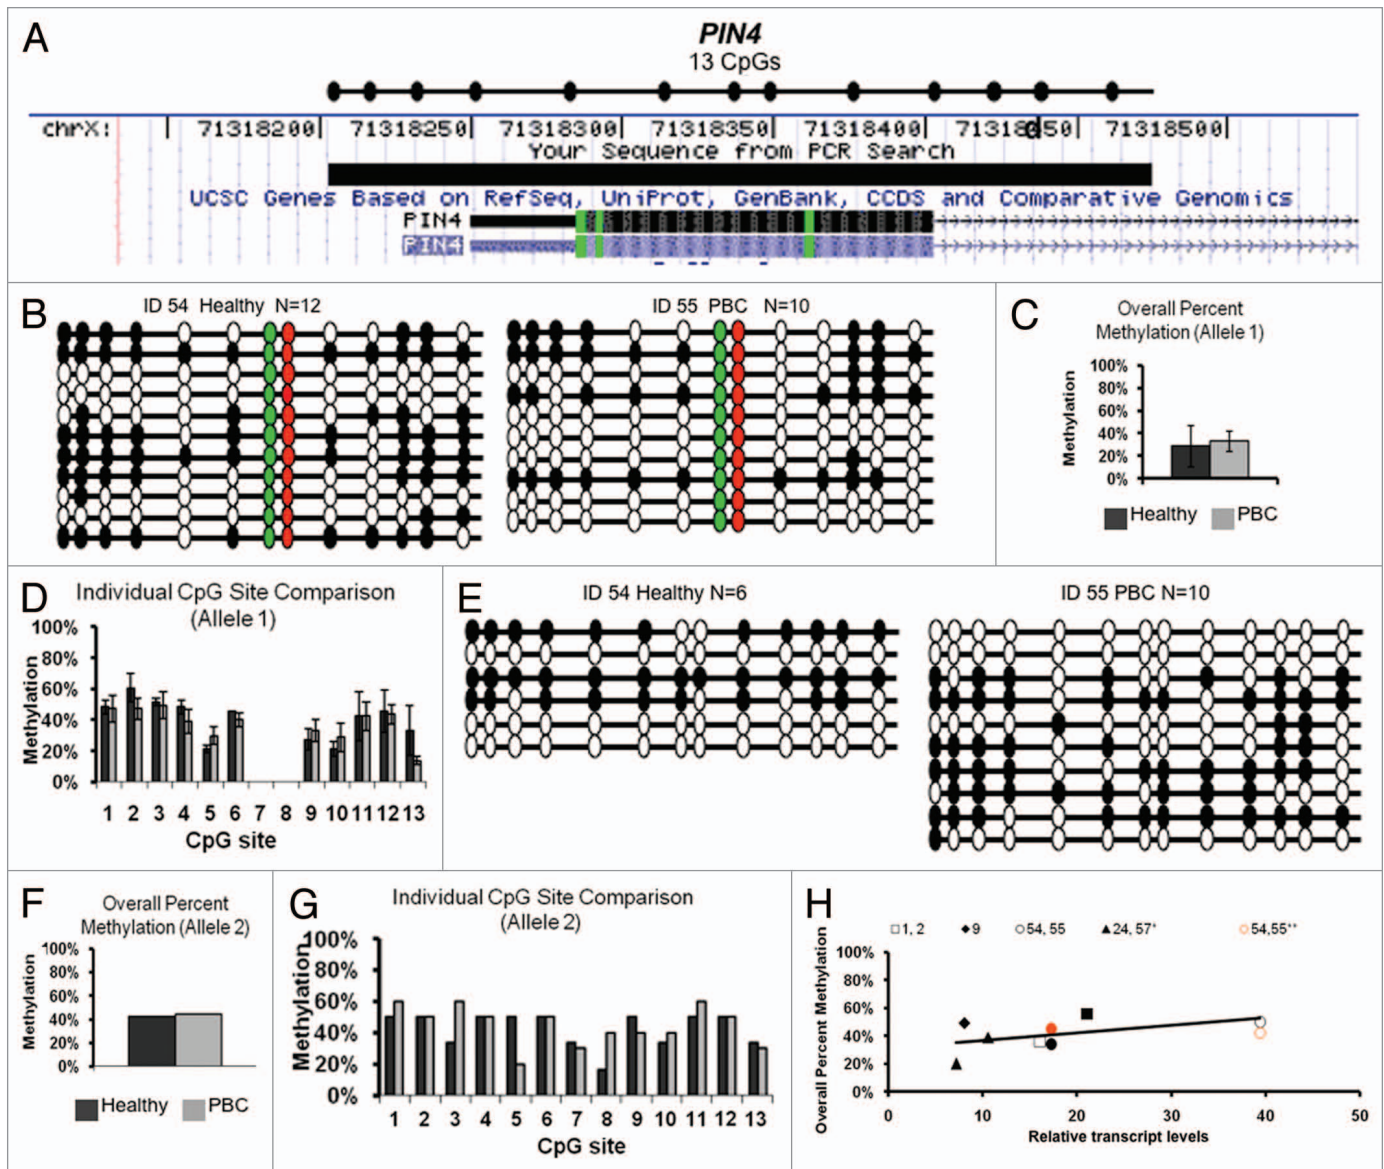 A
PIN4
13 CpGs
chrX: 71318200 71318250 71318300 71318350 71318400 71318450 71318500
Your Sequence from PCR Search
UCSC Genes Based on RefSeq, UniProt, GenBank, CCDS and Comparative Genomics
PIN4
PIN4
B
ID 54 Healthy N=12
ID 55 PBC N=10
C
Overall Percent
Methylation (Allele 1)
Methylation
100%
80%
60%
40%
20%
0%
Healthy PBC
D
Individual CpG Site Comparison
(Allele 1)
Methylation
100%
80%
60%
40%
20%
0%
1 2 3 4 5 6 7 8 9 10 11 12 13
CpG site
E
ID 54 Healthy N=6
ID 55 PBC N=10
F
Overall Percent
Methylation (Allele 2)
Methylation
100%
80%
60%
40%
20%
0%
Healthy PBC
G
Individual CpG Site Comparison
(Allele 2)
Methylation
100%
80%
60%
40%
20%
0%
1 2 3 4 5 6 7 8 9 10 11 12 13
CpG site
H
1, 2 9 54, 55 24, 57* 54,55**
Overall Percent Methylation
100%
80%
60%
40%
20%
0%
0 10 20 30 40 50
Relative transcript levels